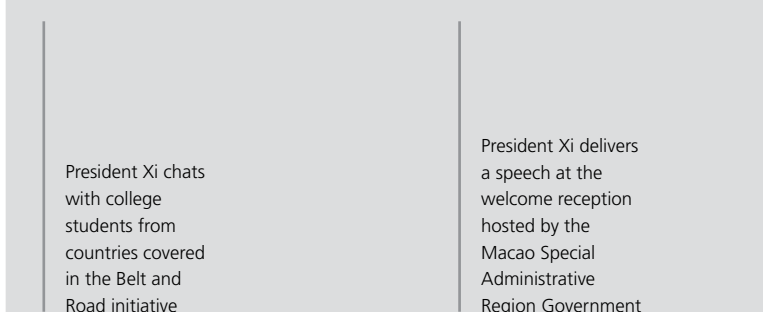 President Xi chats
with college
students from
countries covered
in the Belt and
Road initiative
President Xi delivers
a speech at the
welcome reception
hosted by the
Macao Special
Administrative
Region Government